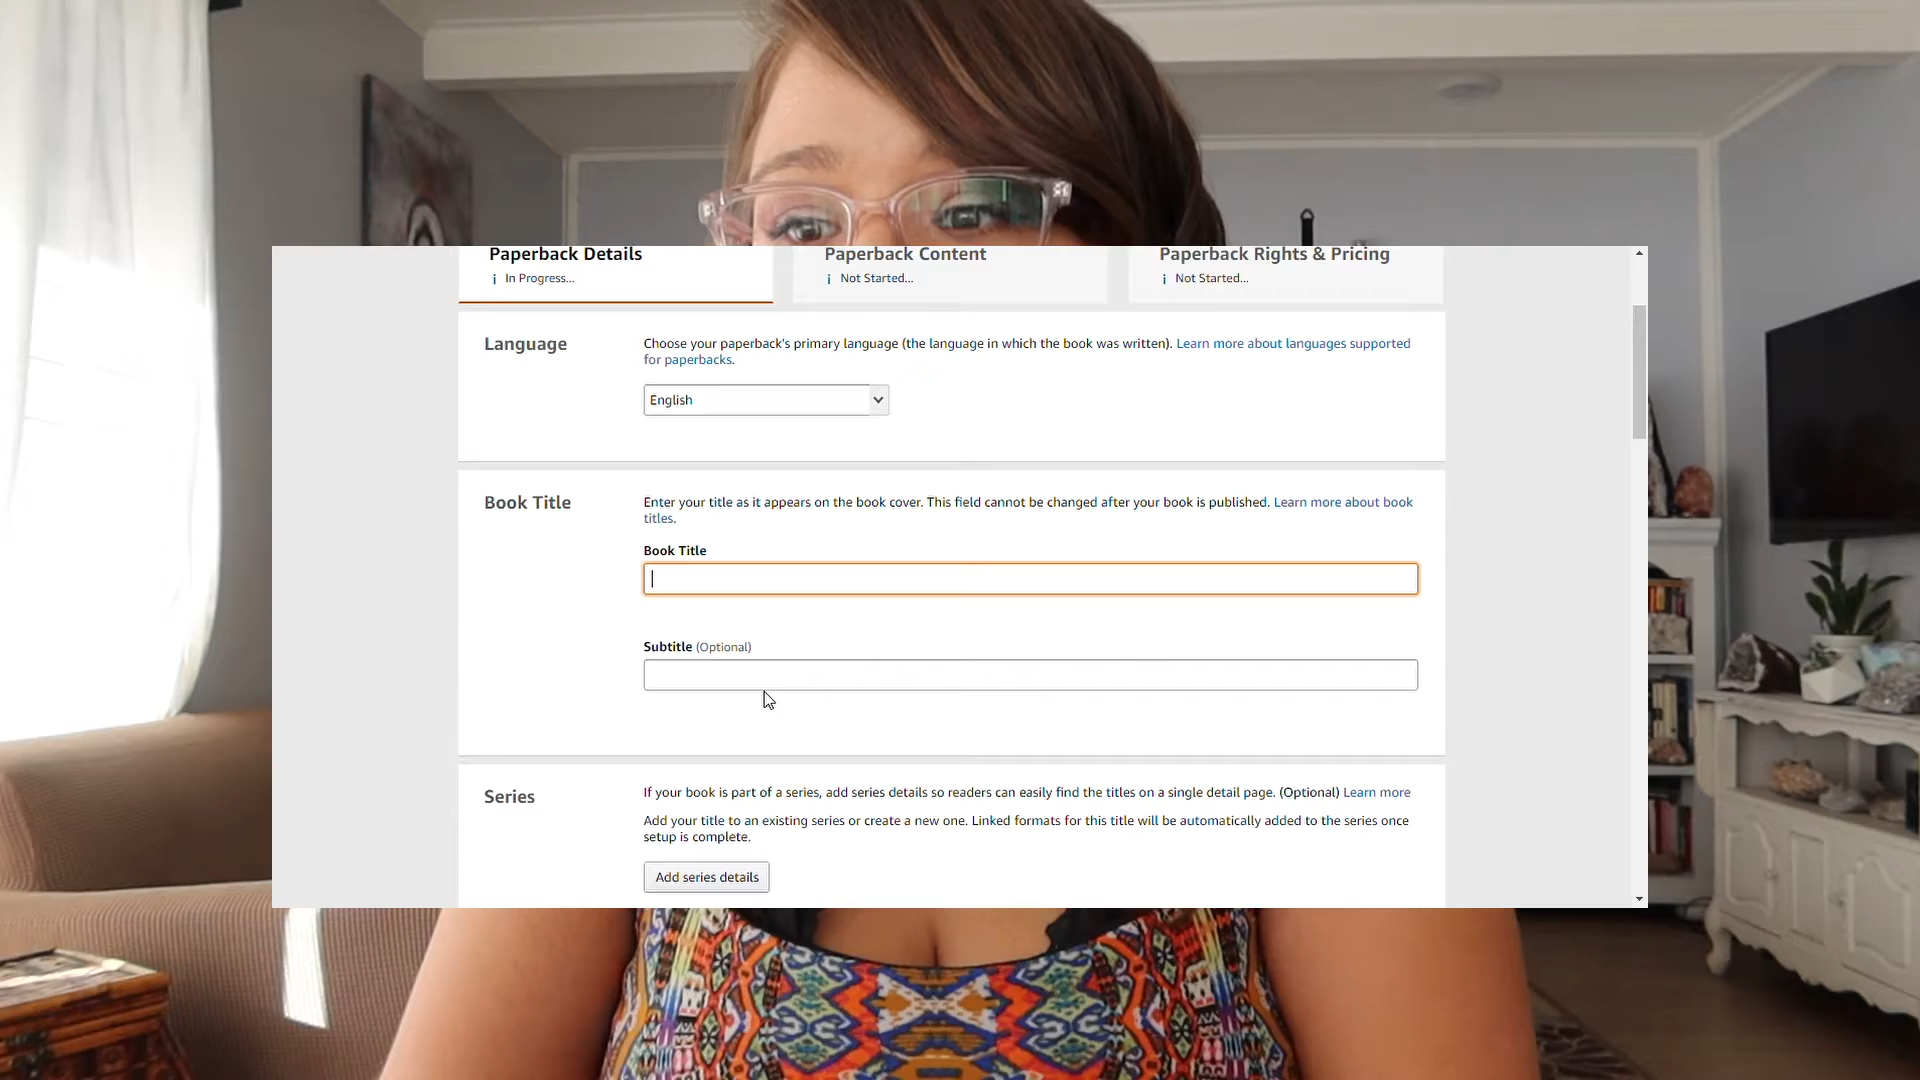 Paperback Details
Paperback Content
Paperback Rights & Pricing
i In Progress...
i Not Started...
i Not Started...
Language
Choose your paperback's primary language (the language in which the book was written). Learn more about languages supported
for paperbacks.
English
Book Title
Enter your title as it appears on the book cover. This field cannot be changed after your book is published. Learn more about book
titles.
Book Title
Subtitle (Optional)
Series
If your book is part of a series, add series details so readers can easily find the titles on a single detail page. (Optional) Learn more
Add your title to an existing series or create a new one. Linked formats for this title will be automatically added to the series once
setup is complete.
Add series details